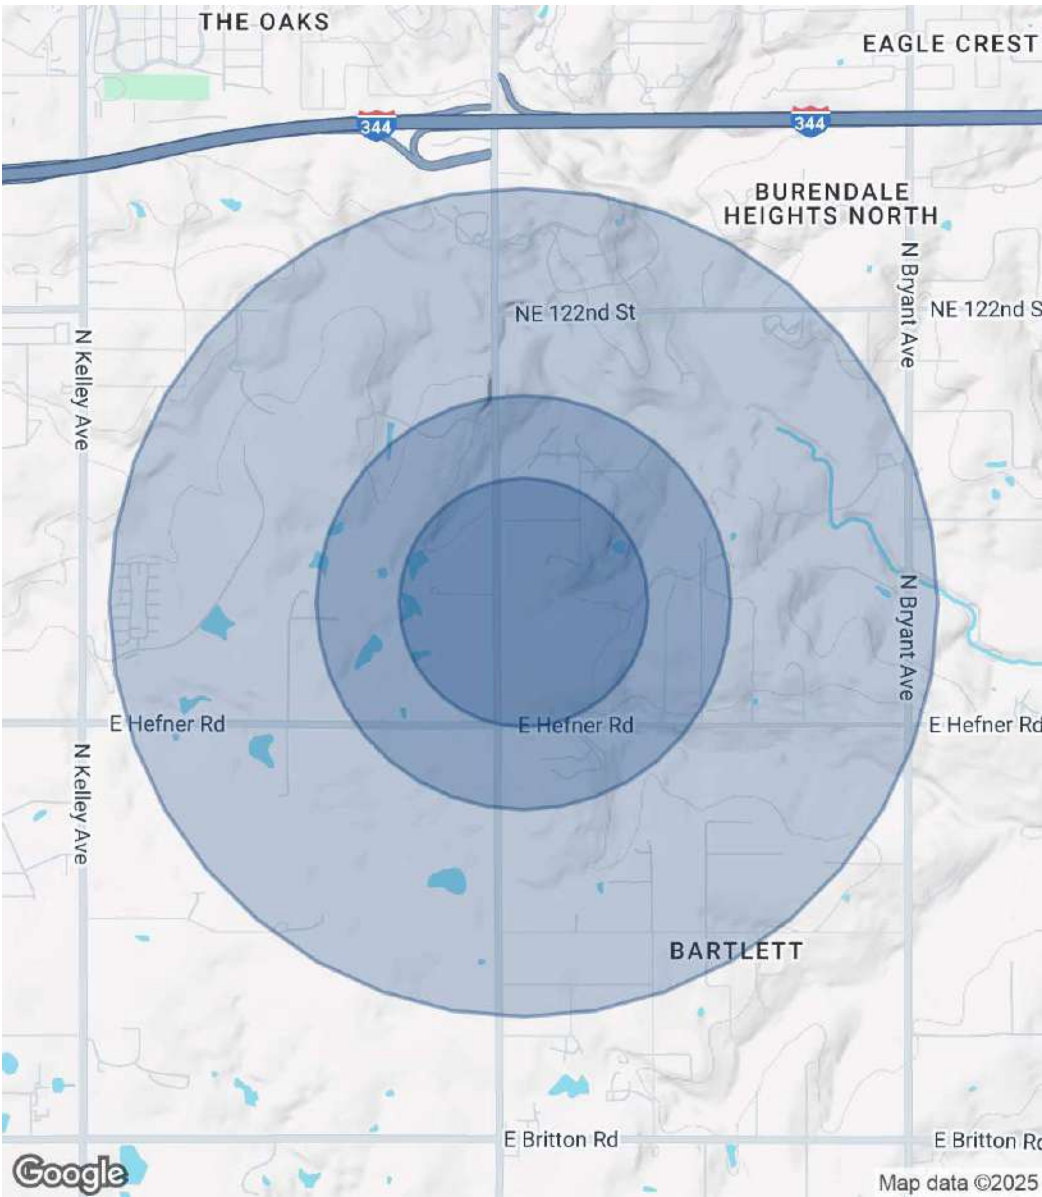 THE OAKS
EAGLE CREST
344
344
BURENDALE
HEIGHTS NORTH
N Bryant Ave
NE 122nd St
NE 122nd S
N Kelley Ave
N Bryant Ave
E Hefner Rd
E Hefner Rd
E Hefner Rd
N Kelley Ave
BARTLETT
E Britton Rd
E Britton Rd
Google
Map data ©2025